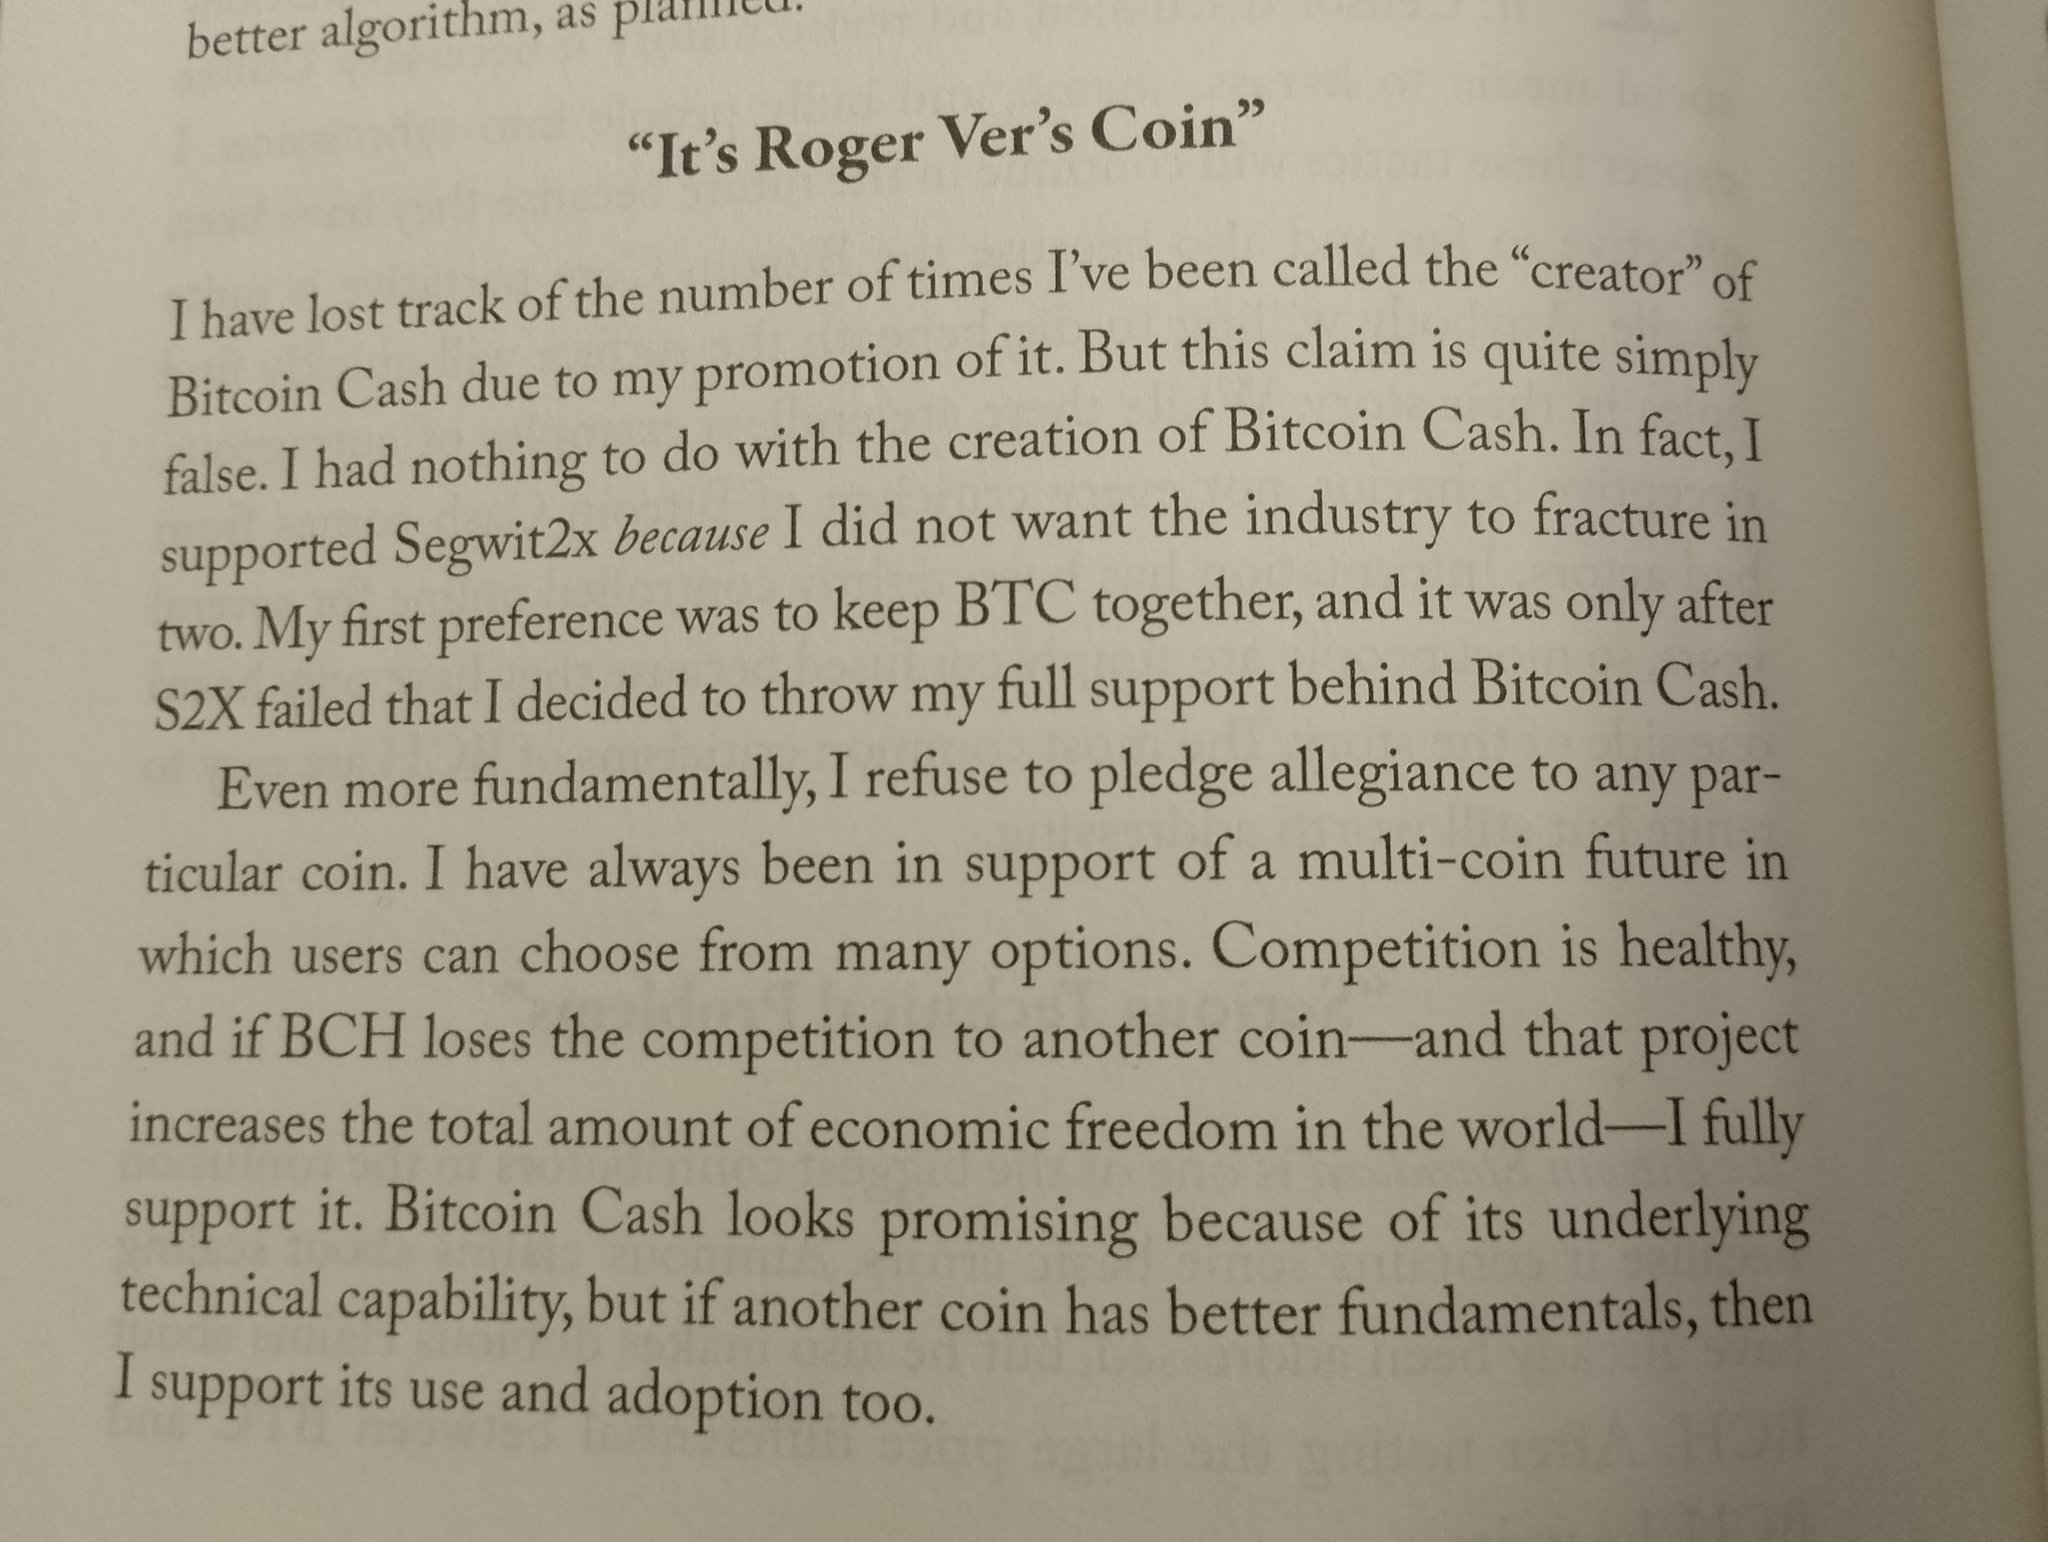 better algorithm, as planned.
“It’s Roger Ver’s Coin”
I have lost track of the number of times I’ve been called the “creator” of
Bitcoin Cash due to my promotion of it. But this claim is quite simply
false. I had nothing to do with the creation of Bitcoin Cash. In fact, I
supported Segwit2x because I did not want the industry to fracture in
two. My first preference was to keep BTC together, and it was only after
S2X failed that I decided to throw my full support behind Bitcoin Cash.
Even more fundamentally, I refuse to pledge allegiance to any par-
ticular coin. I have always been in support of a multi-coin future in
which users can choose from many options. Competition is healthy,
and if BCH loses the competition to another coin—and that project
increases the total amount of economic freedom in the world—I fully
support it. Bitcoin Cash looks promising because of its underlying
technical capability, but if another coin has better fundamentals, then
I support its use and adoption too.